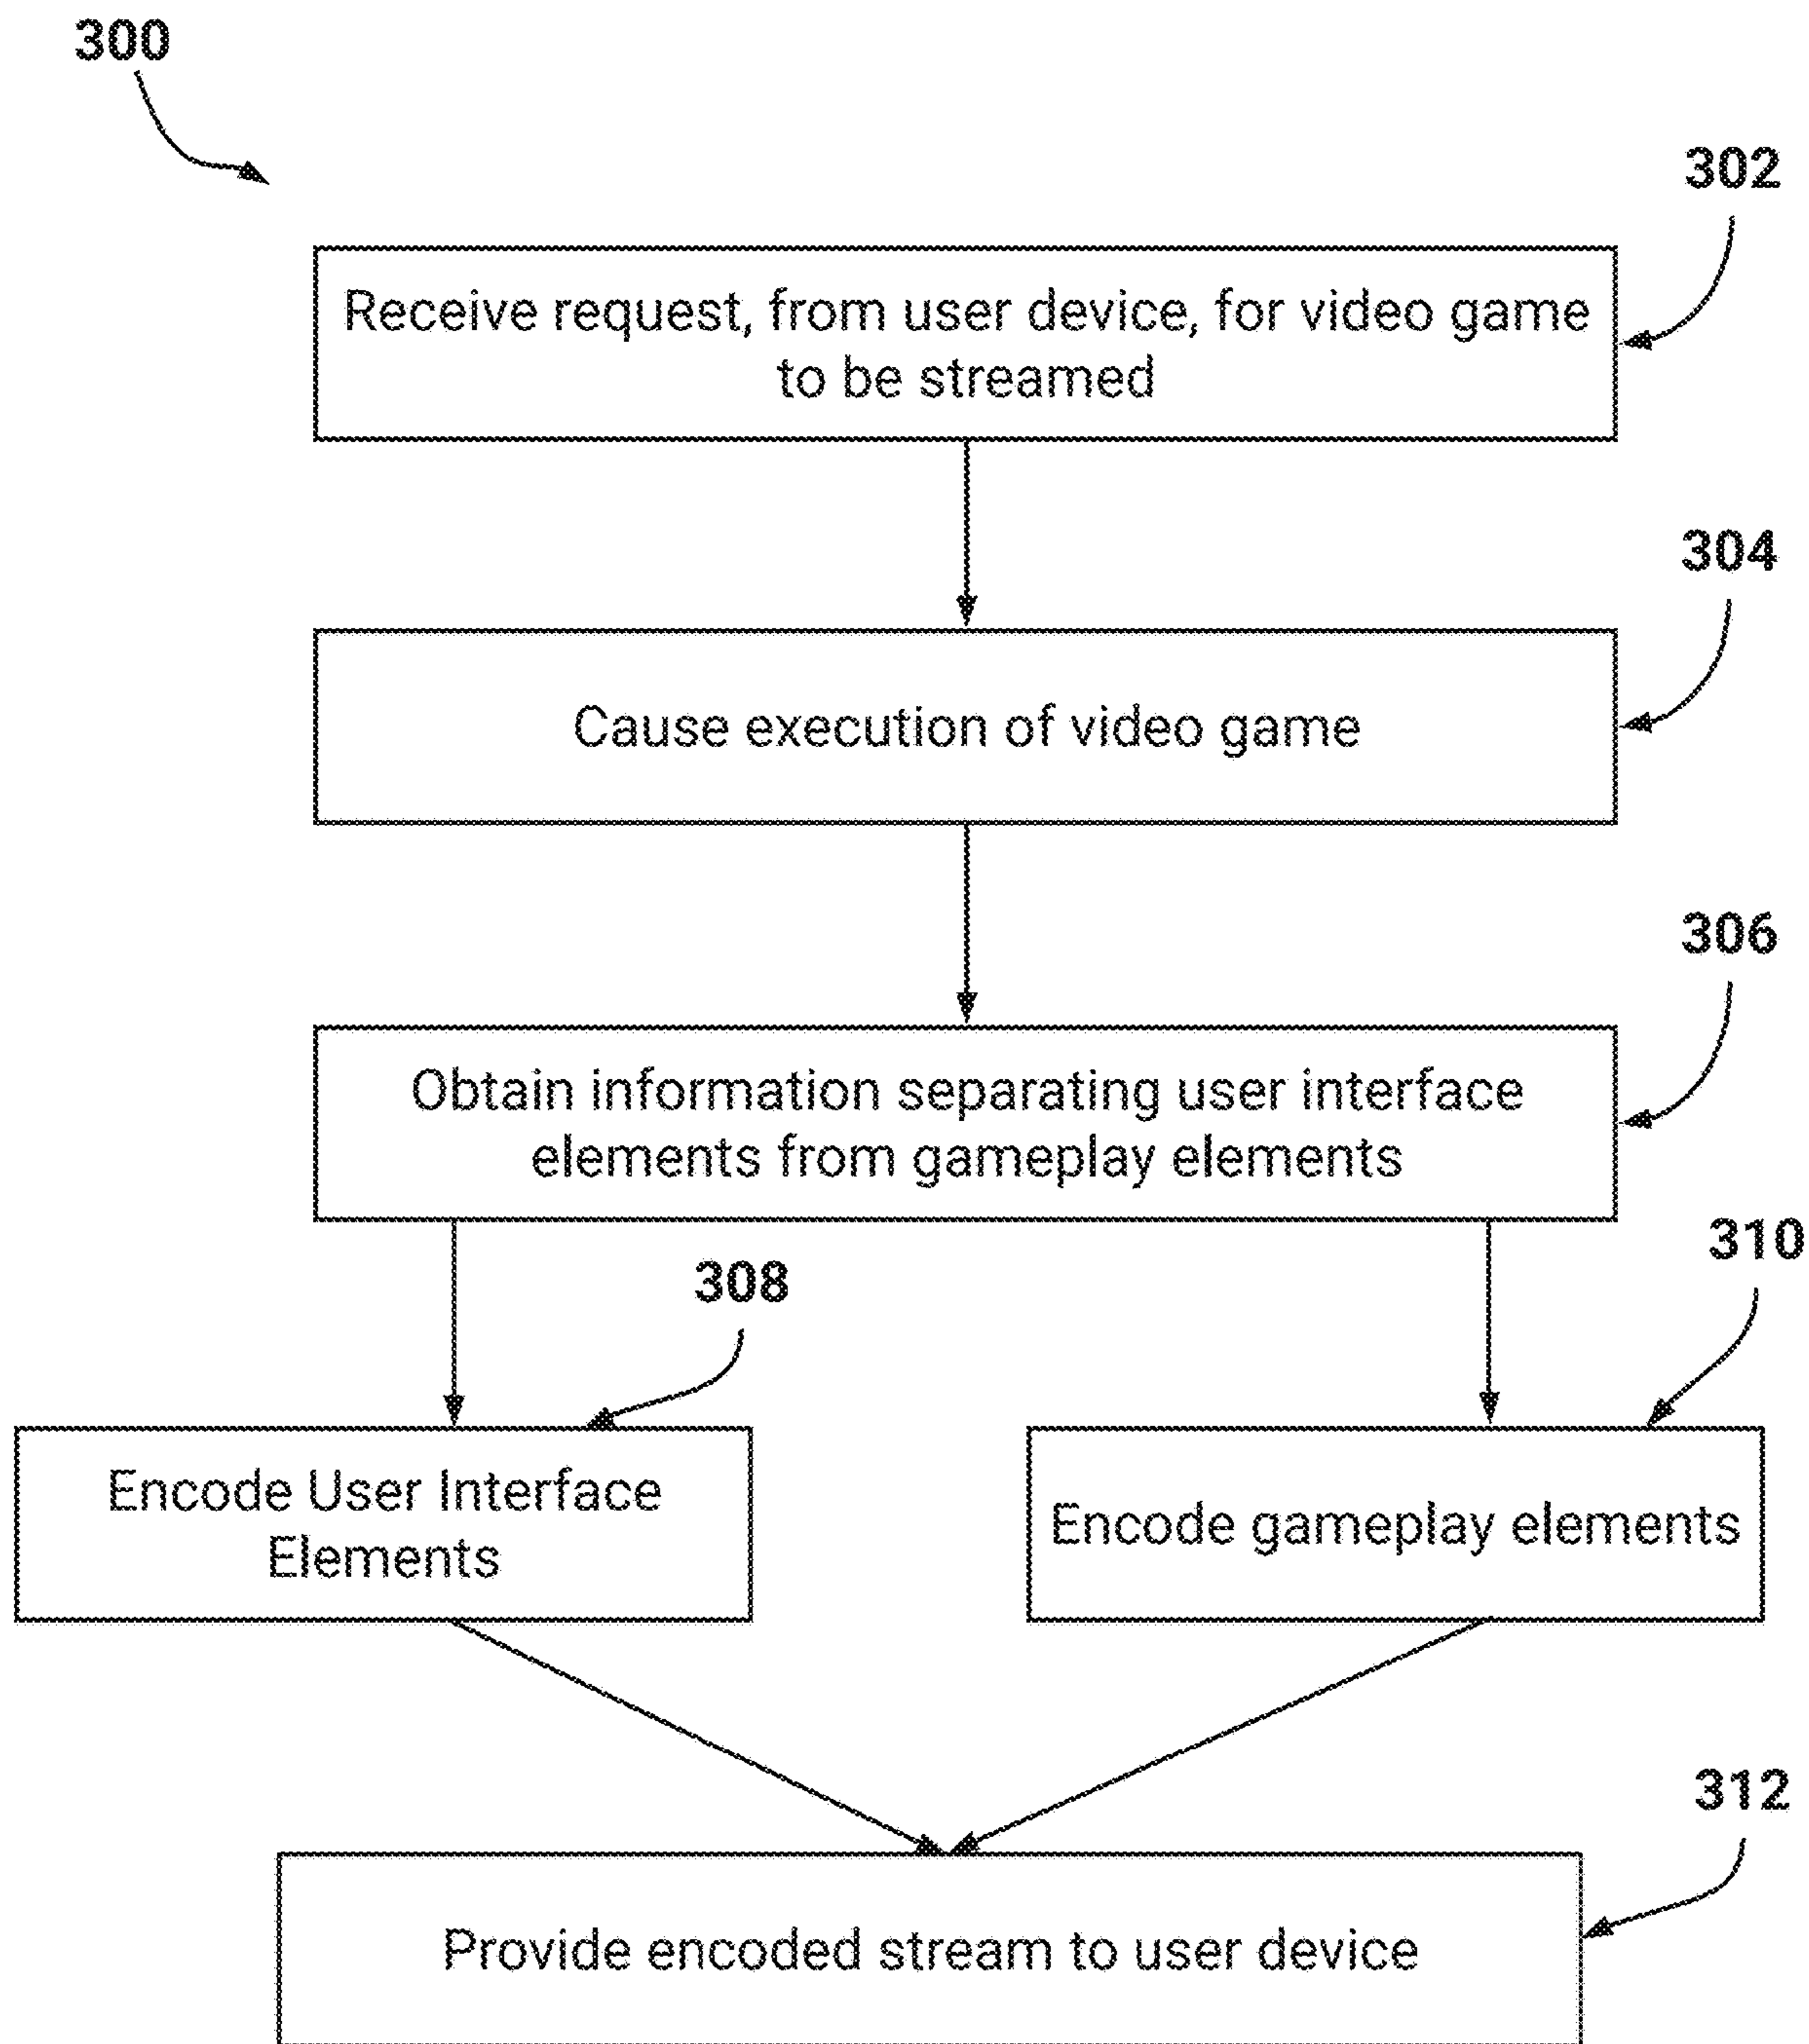 300
302
Receive request, from user device, for video game
to be streamed
304
Cause execution of video game
306
Obtain information separating user interface
elements from gameplay elements
308
310
Encode User Interface
Elements
Encode gameplay elements
312
Provide encoded stream to user device